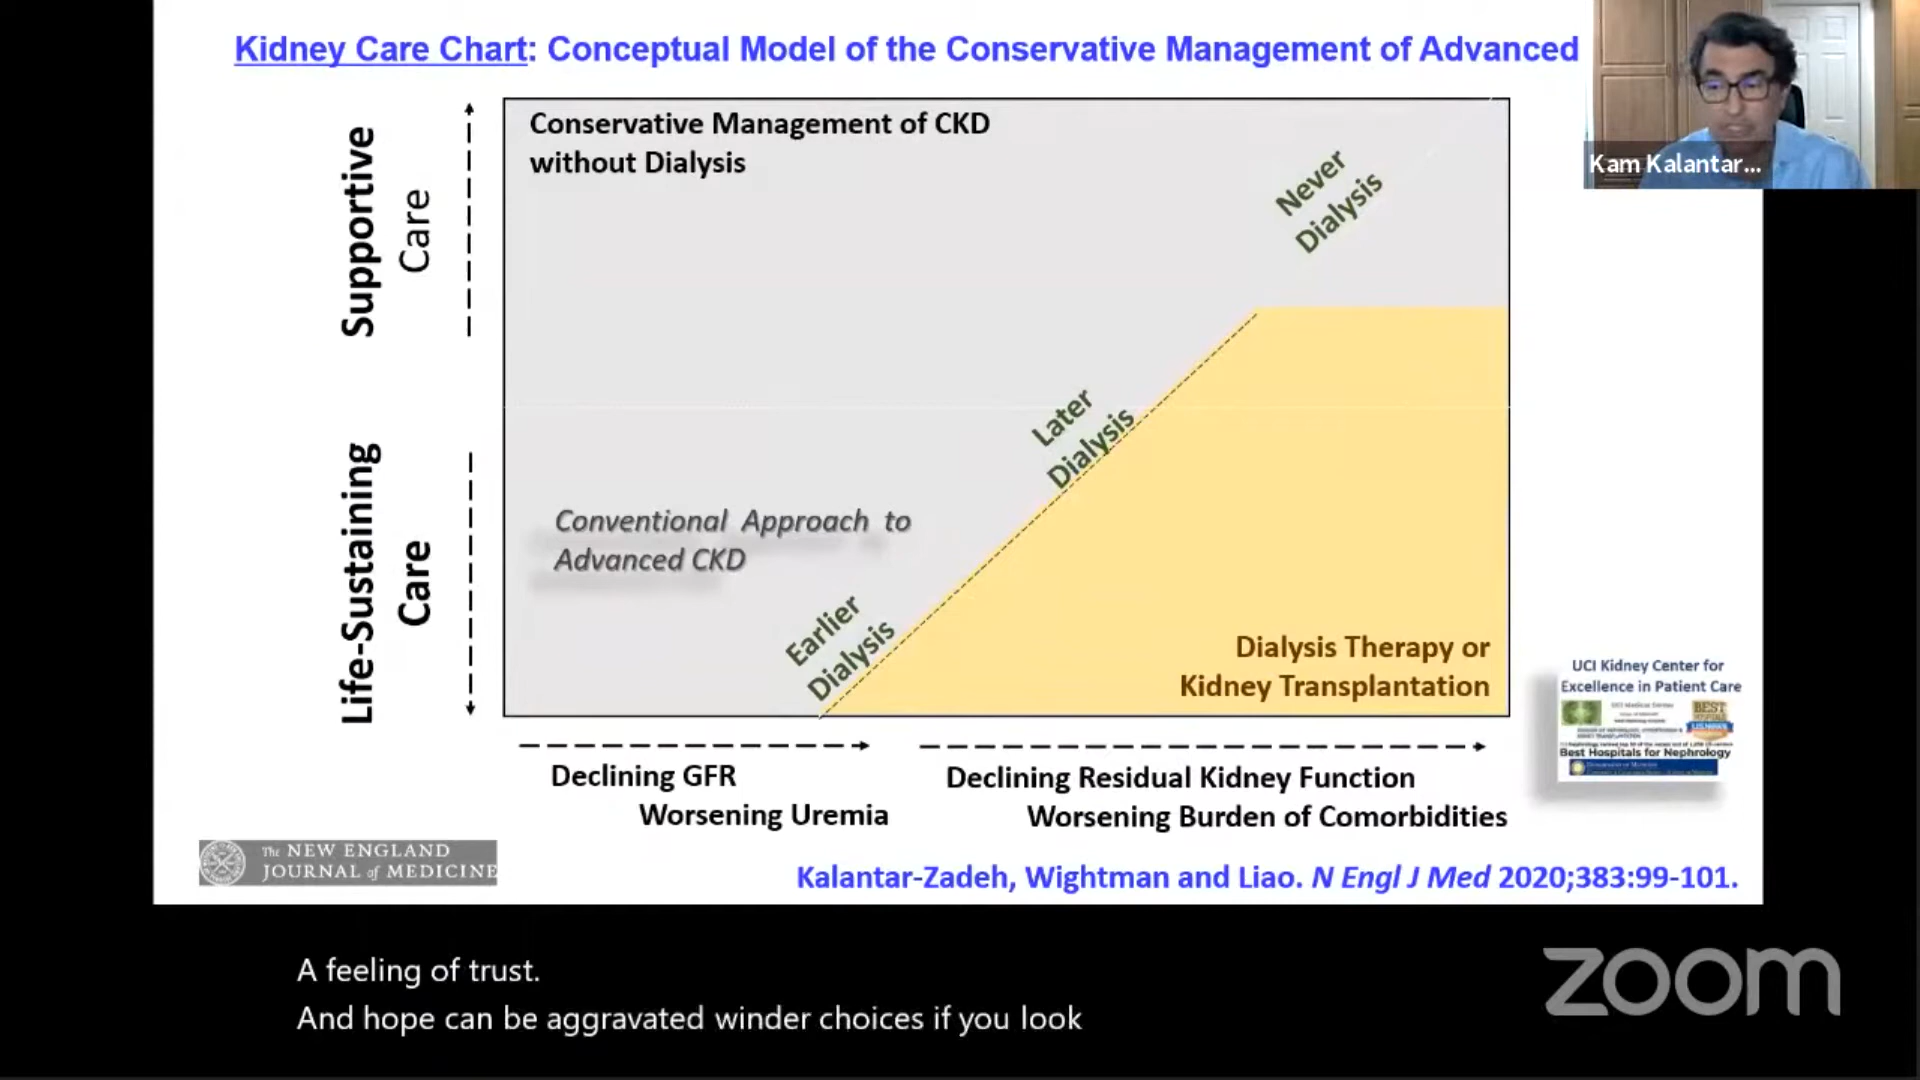 Kidney Care Chart: Conceptual Model of the Conservative Management of Advanced
Kam Kalantar...
Supportive
Care
Life-Sustaining
Care
Conservative Management of CKD
without Dialysis
Never
Dialysis
Later
Dialysis
Conventional Approach to
Advanced CKD
Earlier
Dialysis
Dialysis Therapy or
Kidney Transplantation
Declining GFR
Worsening Uremia
Declining Residual Kidney Function
Worsening Burden of Comorbidities
UCI Kidney Center for
Excellence in Patient Care
UCI Medical Center
BEST
HOSPITALS
Best Hospitals for Nephrology
The NEW ENGLAND
JOURNAL of MEDICINE
Kalantar-Zadeh, Wightman and Liao. N Engl J Med 2020;383:99-101.
A feeling of trust.
And hope can be aggravated winder choices if you look
zoom